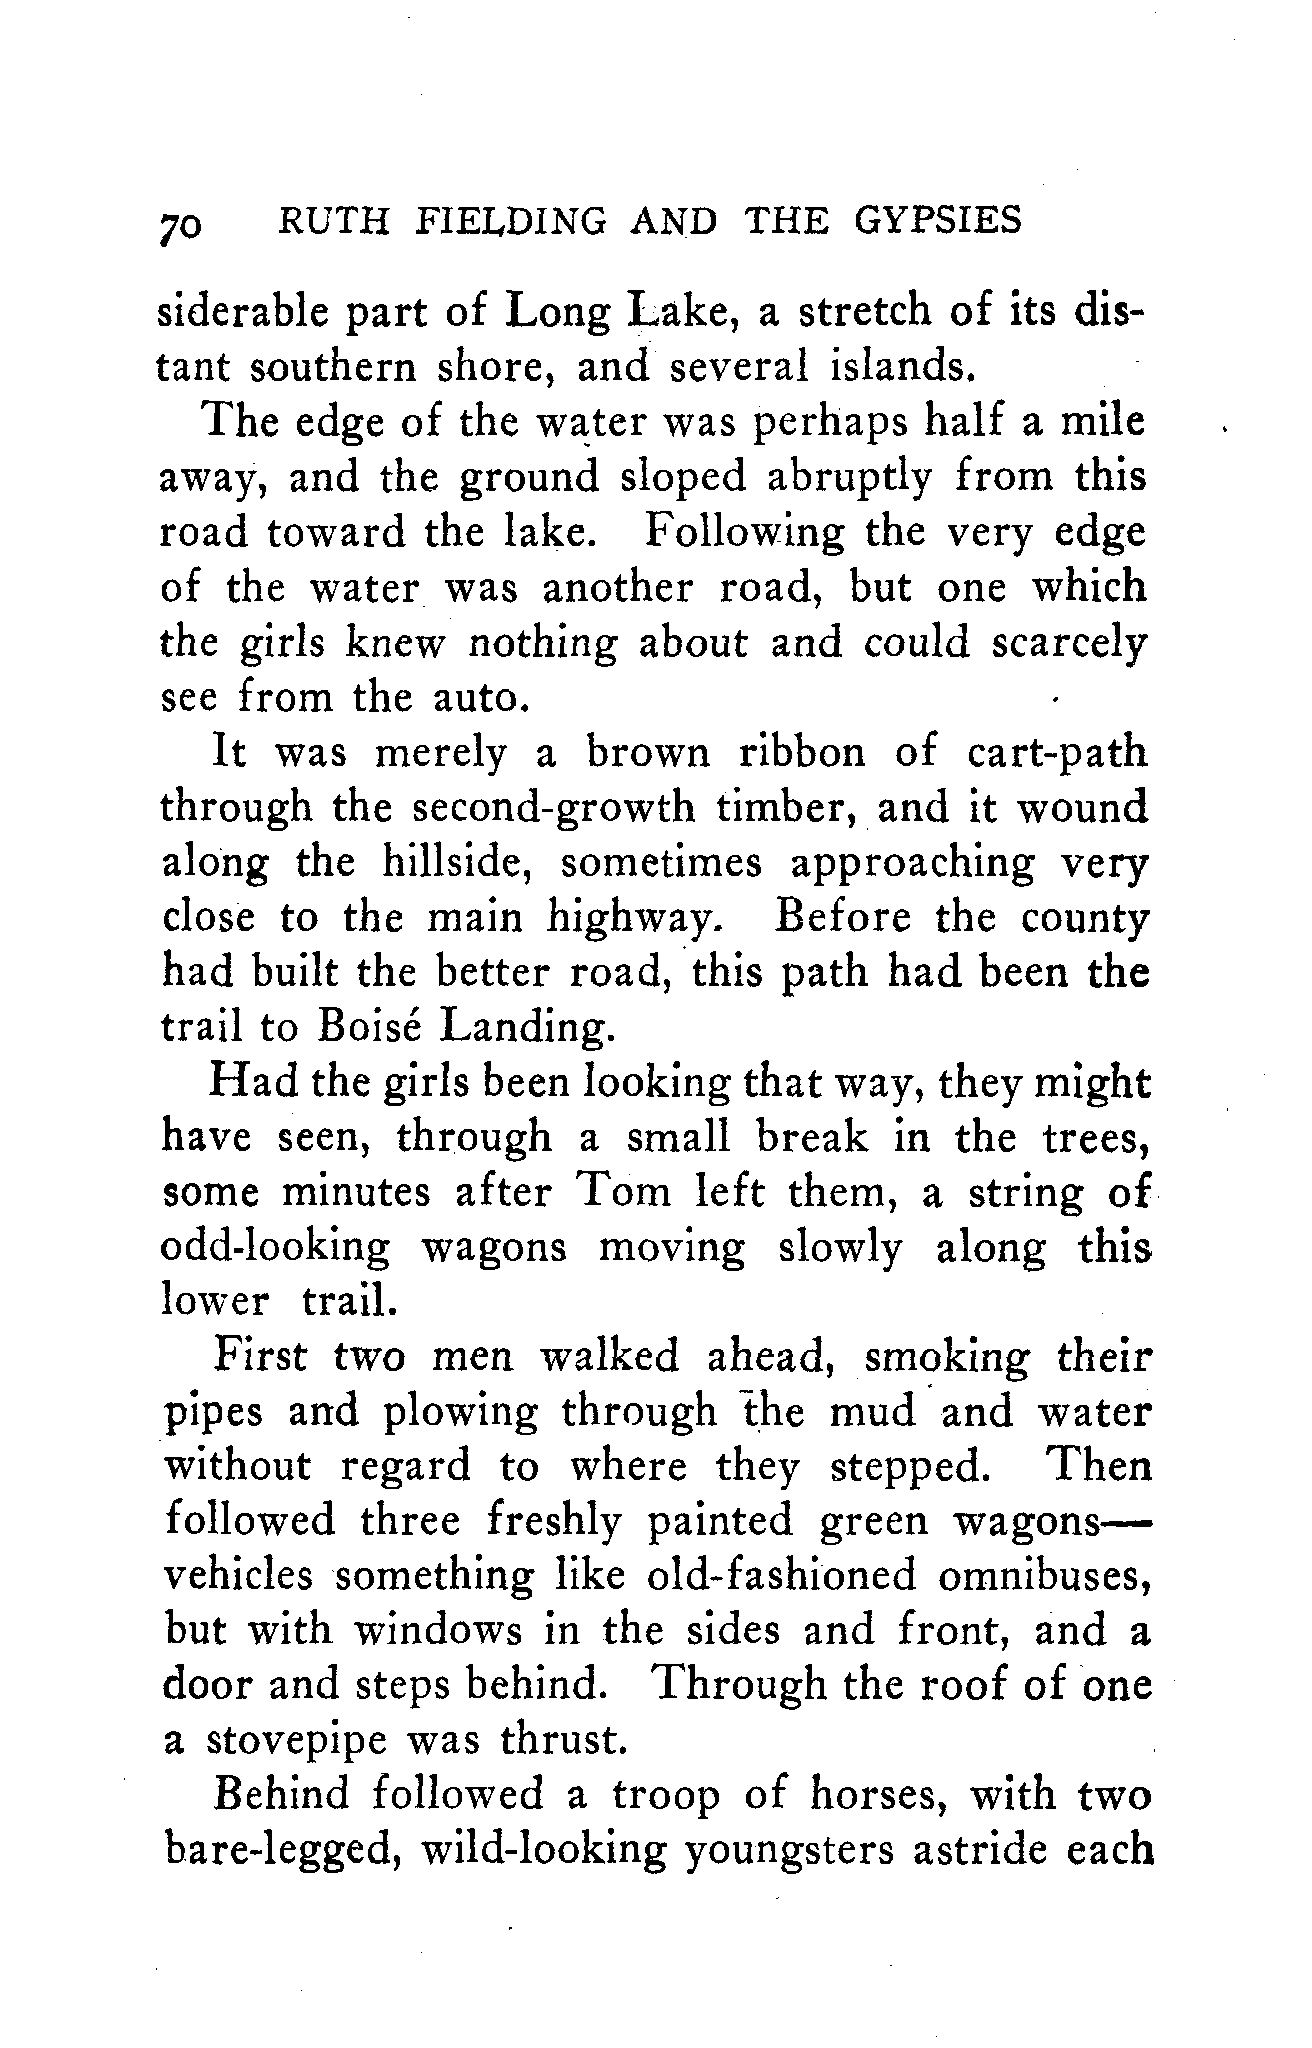 70 RUTH FIELDING AND THE GYPSIES
siderable part of Long Lake, a stretch of its dis-
tant southern shore, and several islands.
The edge of the water was perhaps half a mile
away, and the ground sloped abruptly from this
road toward the lake. Following the very edge
of the water was another road, but one which
the girls knew nothing about and could scarcely
see from the auto.
It was merely a brown ribbon of cart-path
through the second-growth timber, and it wound
along the hillside, sometimes approaching very
close to the main highway. Before the county
had built the better road, this path had been the
trail to Boisé Landing.
Had the girls been looking that way, they might
have seen, through a small break in the trees,
some minutes after Tom left them, a string of
odd-looking wagons moving slowly along this
lower trail.
First two men walked ahead, smoking their
pipes and plowing through the mud and water
without regard to where they stepped. Then
followed three freshly painted green wagons—
vehicles something like old-fashioned omnibuses,
but with windows in the sides and front, and a
door and steps behind. Through the roof of one
a stovepipe was thrust.
Behind followed a troop of horses, with two
bare-legged, wild-looking youngsters astride each